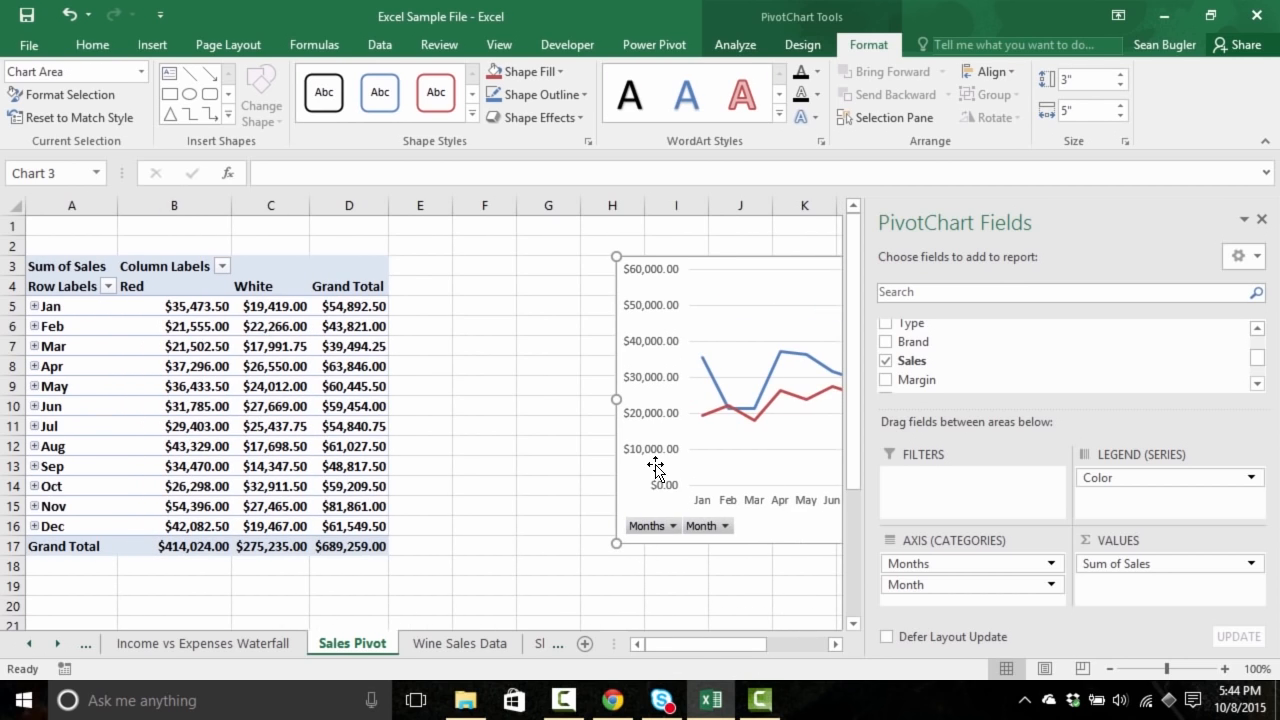 Excel Sample File - Excel
PivotChart Tools
File Home Insert Page Layout Formulas Data Review View Developer Power Pivot Analyze Design Format Tell me what you want to do... Sean Bugler Share
Chart Area
Format Selection
Reset to Match Style
Current Selection
Change
Shape
Insert Shapes
Abc Abc Abc
Shape Fill
Shape Outline
Shape Effects
Shape Styles
A A A
WordArt Styles
Bring Forward
Send Backward
Selection Pane
Align
Group
Rotate
Arrange
3"
5"
Size
Chart 3
fx
A B C D E F G H I J K
1
2
3 Sum of Sales Column Labels
4 Row Labels Red White Grand Total
5 Jan $35,473.50 $19,419.00 $54,892.50
6 Feb $21,555.00 $22,266.00 $43,821.00
7 Mar $21,502.50 $17,991.75 $39,494.25
8 Apr $37,296.00 $26,550.00 $63,846.00
9 May $36,433.50 $24,012.00 $60,445.50
10 Jun $31,785.00 $27,669.00 $59,454.00
11 Jul $29,403.00 $25,437.75 $54,840.75
12 Aug $43,329.00 $17,698.50 $61,027.50
13 Sep $34,470.00 $14,347.50 $48,817.50
14 Oct $26,298.00 $32,911.50 $59,209.50
15 Nov $54,396.00 $27,465.00 $81,861.00
16 Dec $42,082.50 $19,467.00 $61,549.50
17 Grand Total $414,024.00 $275,235.00 $689,259.00
18
19
20
21
$60,000.00
$50,000.00
$40,000.00
$30,000.00
$20,000.00
$10,000.00
$0.00
Jan Feb Mar Apr May Jun
Months Month
PivotChart Fields
Choose fields to add to report:
Search
Type
Brand
Sales
Margin
Drag fields between areas below:
FILTERS
LEGEND (SERIES)
Color
AXIS (CATEGORIES)
Months
Month
Σ VALUES
Sum of Sales
Defer Layout Update
UPDATE
... Income vs Expenses Waterfall Sales Pivot Wine Sales Data Sl ...
Ready
100%
Ask me anything
5:44 PM
10/8/2015